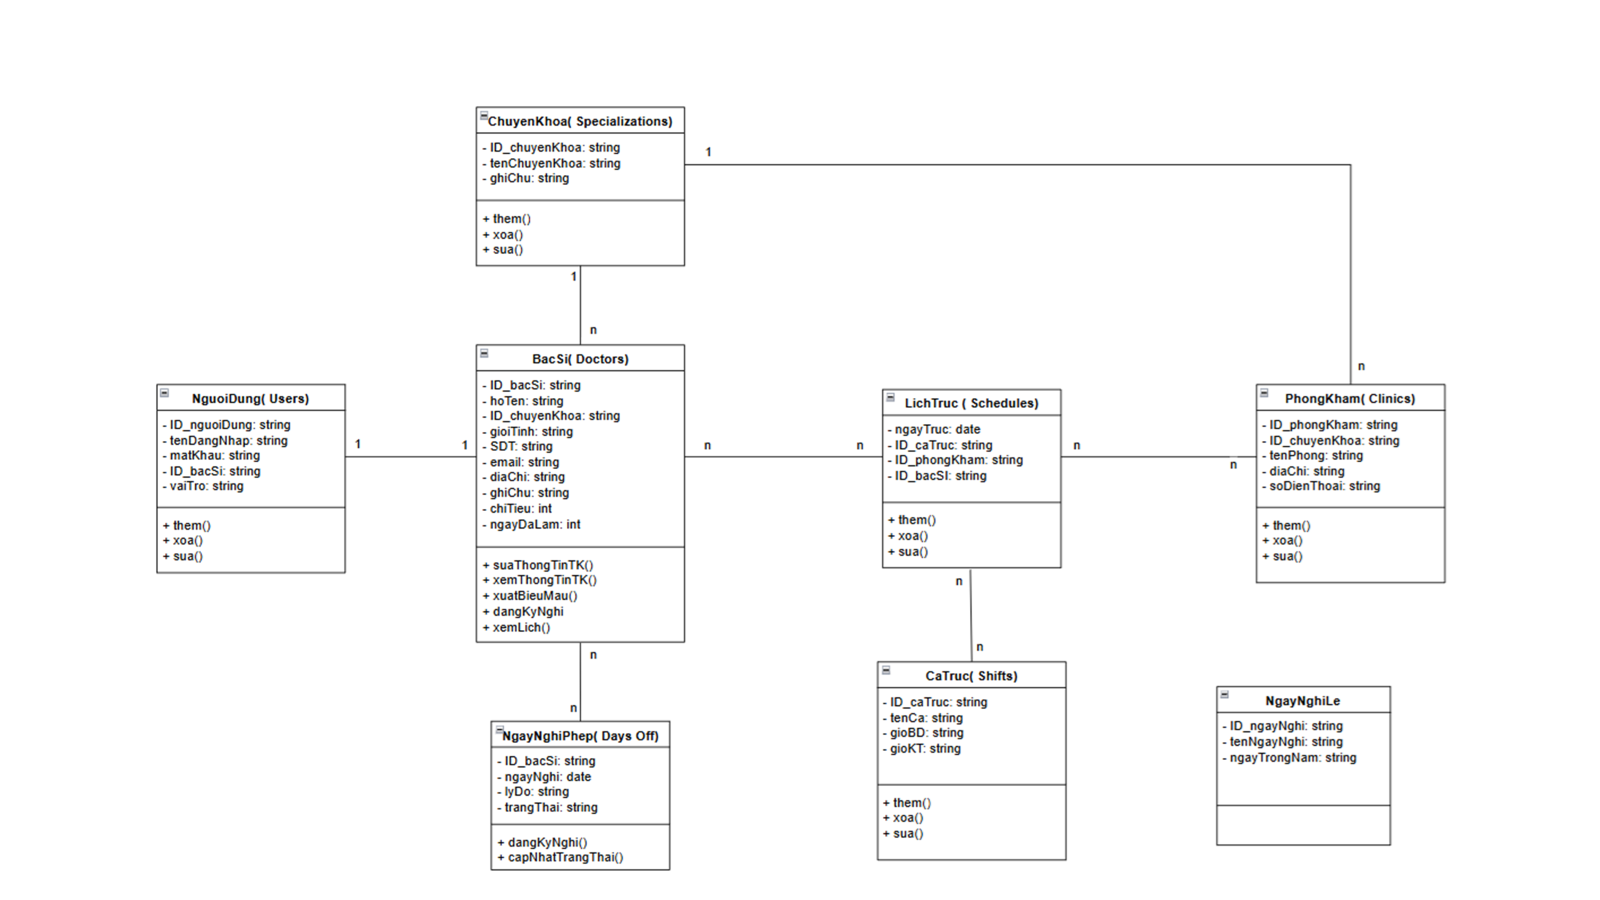 ChuyenKhoa( Specializations)
- ID_chuyenKhoa: string
- tenChuyenKhoa: string
- ghiChu: string
+ them()
+ xoa()
+ sua()
1
n
1
n
BacSi( Doctors)
- ID_bacSi: string
- hoTen: string
- ID_chuyenKhoa: string
- gioiTinh: string
- SDT: string
- email: string
- diaChi: string
- ghiChu: string
- chiTieu: int
- ngayDaLam: int
+ suaThongTinTK()
+ xemThongTinTK()
+ xuatBieuMau()
+ dangKyNghi
+ xemLich()
NguoiDung( Users)
- ID_nguoiDung: string
- tenDangNhap: string
- matKhau: string
- ID_bacSi: string
- vaiTro: string
+ them()
+ xoa()
+ sua()
1
1
n
n
LichTruc ( Schedules)
- ngayTruc: date
- ID_caTruc: string
- ID_phongKham: string
- ID_bacSI: string
+ them()
+ xoa()
+ sua()
n
n
PhongKham( Clinics)
- ID_phongKham: string
- ID_chuyenKhoa: string
- tenPhong: string
- diaChi: string
- soDienThoai: string
+ them()
+ xoa()
+ sua()
n
n
NgayNghiPhep( Days Off)
- ID_bacSi: string
- ngayNghi: date
- lyDo: string
- trangThai: string
+ dangKyNghi()
+ capNhatTrangThai()
n
n
CaTruc( Shifts)
- ID_caTruc: string
- tenCa: string
- gioBD: string
- gioKT: string
+ them()
+ xoa()
+ sua()
NgayNghiLe
- ID_ngayNghi: string
- tenNgayNghi: string
- ngayTrongNam: string